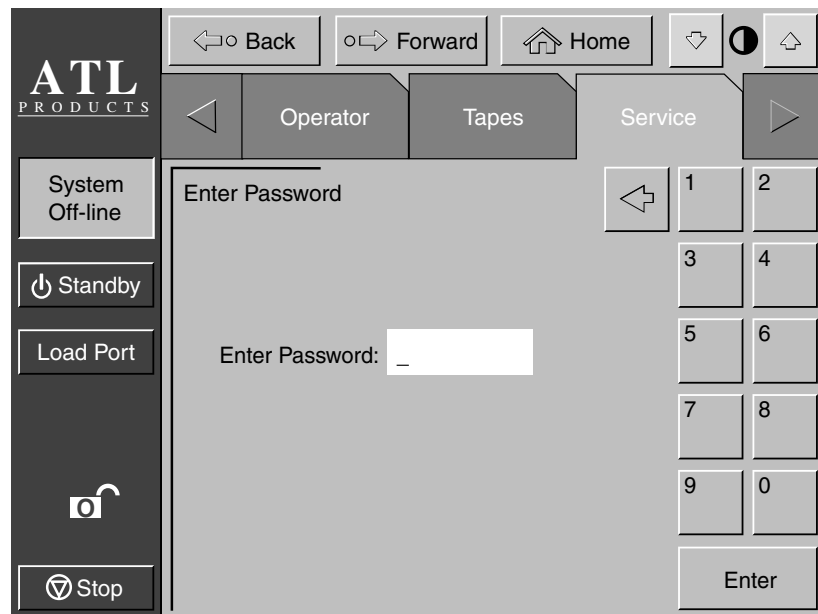 Back
Forward
Home
ATL
PRODUCTS
Operator
Tapes
Service
System
Off-line
Enter Password
1
2
Standby
3
4
Load Port
Enter Password: _
5
6
7
8
O
9
0
Stop
Enter